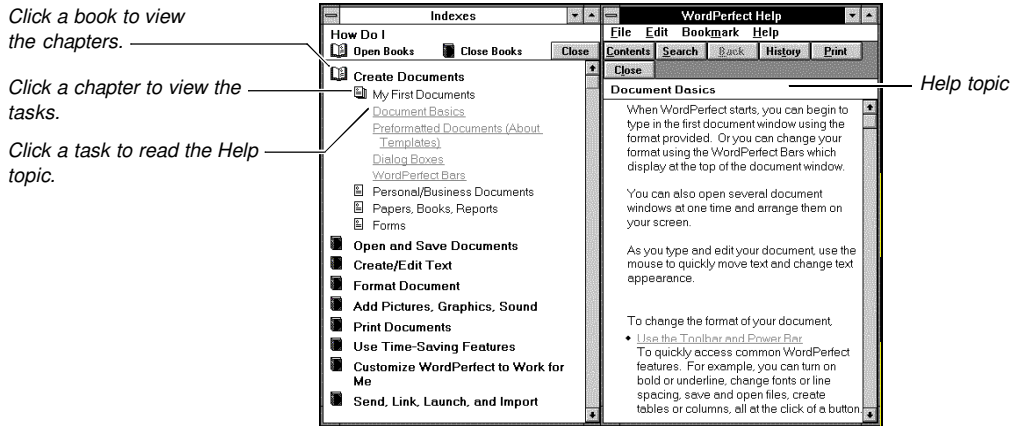 Click a book to view
the chapters.
Click a chapter to view the
tasks.
Click a task to read the Help
topic.
Indexes
How Do I
Open Books Close Books Close
Create Documents
My First Documents
Document Basics
Preformatted Documents (About
Templates)
Dialog Boxes
WordPerfect Bars
Personal/Business Documents
Papers, Books, Reports
Forms
Open and Save Documents
Create/Edit Text
Format Document
Add Pictures, Graphics, Sound
Print Documents
Use Time-Saving Features
Customize WordPerfect to Work for
Me
Send, Link, Launch, and Import
WordPerfect Help
File Edit Bookmark Help
Contents Search Back History Print
Close
Document Basics
When WordPerfect starts, you can begin to
type in the first document window using the
format provided. Or you can change your
format using the WordPerfect Bars which
display at the top of the document window.
You can also open several document
windows at one time and arrange them on
your screen.
As you type and edit your document, use the
mouse to quickly move text and change text
appearance.
To change the format of your document,
Use the Toolbar and Power Bar
To quickly access common WordPerfect
features. For example, you can turn on
bold or underline, change fonts or line
spacing, save and open files, create
tables or columns, all at the click of a button.
Help topic